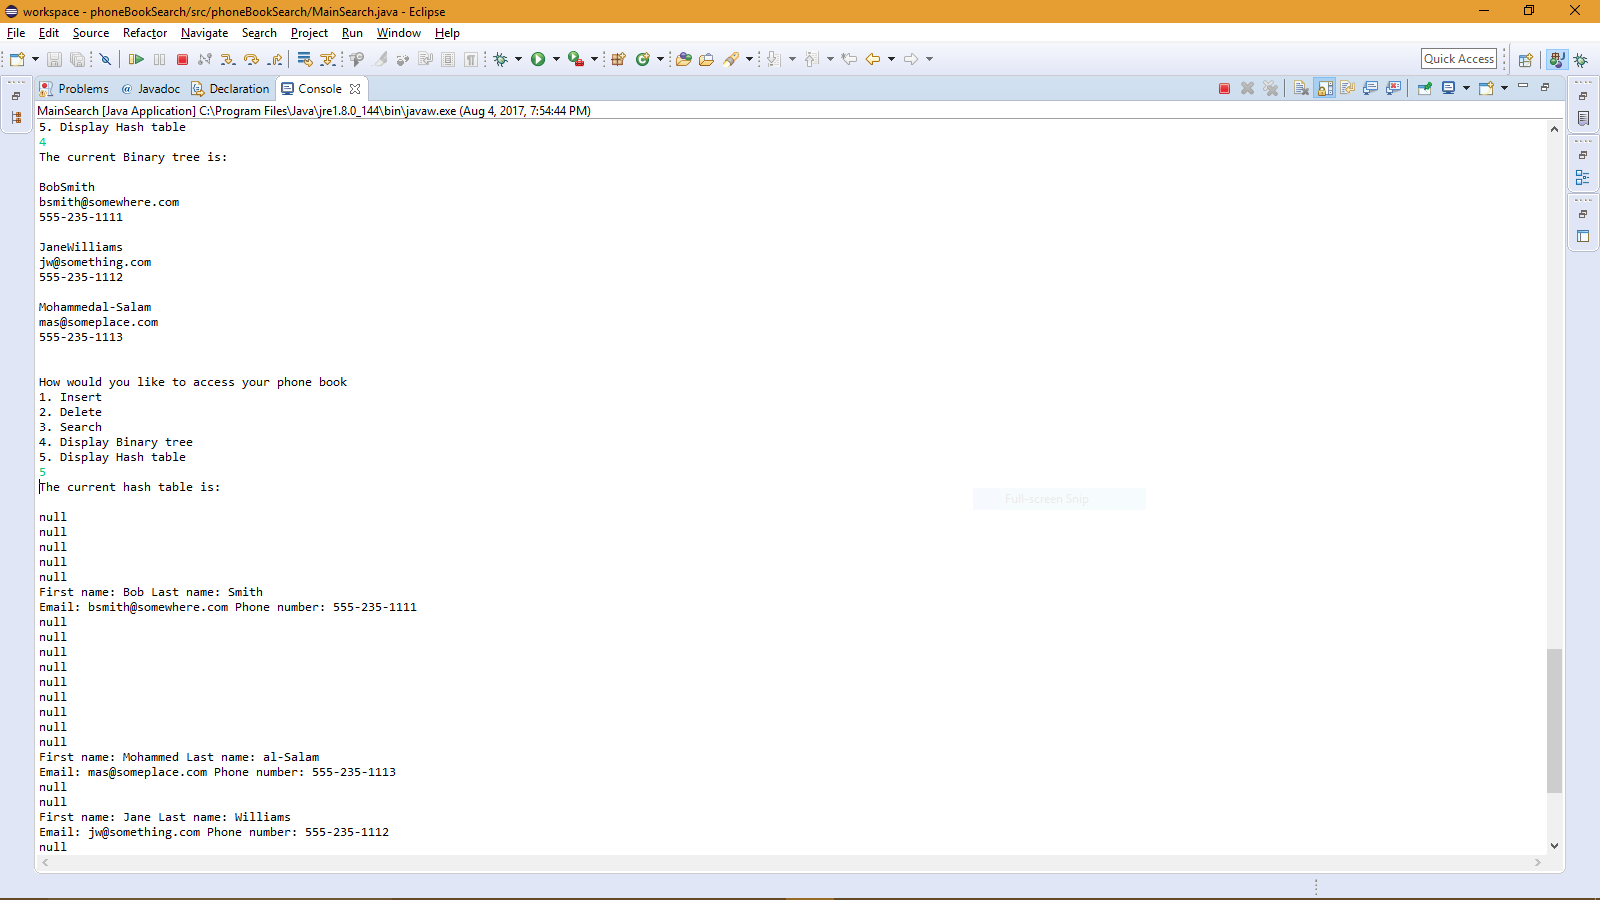 workspace - phoneBookSearch/src/phoneBookSearch/MainSearch.java - Eclipse
File Edit Source Refactor Navigate Search Project Run Window Help
Quick Access
Problems @ Javadoc Declaration Console
MainSearch [Java Application] C:\Program Files\Java\jre1.8.0_144\bin\javaw.exe (Aug 4, 2017, 7:54:44 PM)
5. Display Hash table
4
The current Binary tree is:
BobSmith
bsmith@somewhere.com
555-235-1111
JaneWilliams
jw@something.com
555-235-1112
Mohammedal-Salam
mas@someplace.com
555-235-1113
How would you like to access your phone book
1. Insert
2. Delete
3. Search
4. Display Binary tree
5. Display Hash table
5
The current hash table is:
Full-screen Snip
null
null
null
null
null
First name: Bob Last name: Smith
Email: bsmith@somewhere.com Phone number: 555-235-1111
null
null
null
null
null
null
null
null
null
First name: Mohammed Last name: al-Salam
Email: mas@someplace.com Phone number: 555-235-1113
null
null
First name: Jane Last name: Williams
Email: jw@something.com Phone number: 555-235-1112
null